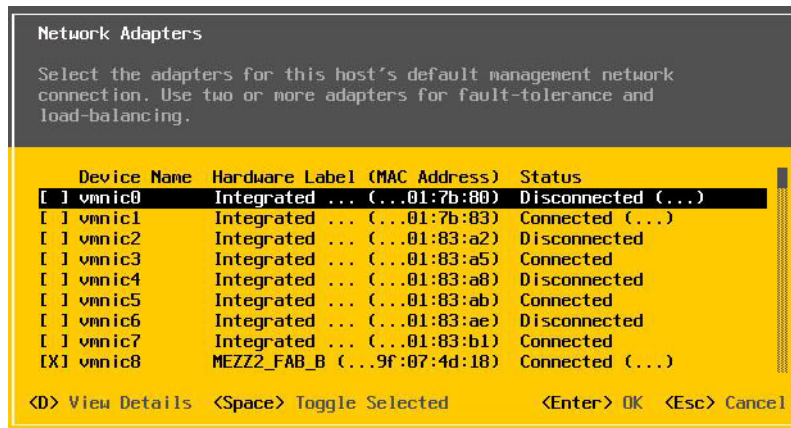 Network Adapters
Select the adapters for this host's default management network
connection. Use two or more adapters for fault-tolerance and
load-balancing.
Device Name Hardware Label (MAC Address) Status
[ ] vmnic0 Integrated ... (...01:7b:80) Disconnected (...)
[ ] vmnic1 Integrated ... (...01:7b:83) Connected (...)
[ ] vmnic2 Integrated ... (...01:83:a2) Disconnected
[ ] vmnic3 Integrated ... (...01:83:a5) Connected
[ ] vmnic4 Integrated ... (...01:83:a8) Disconnected
[ ] vmnic5 Integrated ... (...01:83:ab) Connected
[ ] vmnic6 Integrated ... (...01:83:ae) Disconnected
[ ] vmnic7 Integrated ... (...01:83:b1) Connected
[X] vmnic8 MEZZ2_FAB_B (...9f:07:4d:18) Connected (...)
<D> View Details <Space> Toggle Selected <Enter> OK <Esc> Cancel